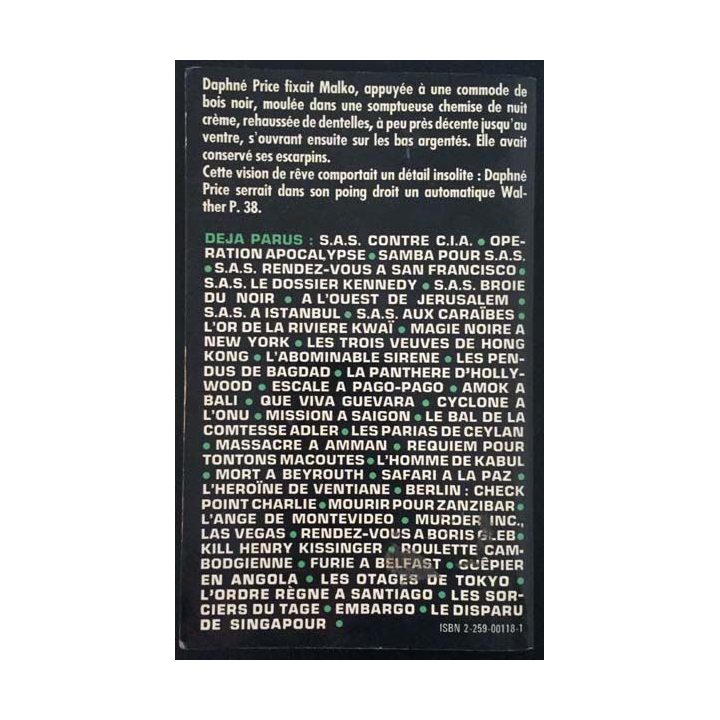 Daphné Price fixait Malko, appuyée à une commode de
bois noir, moulée dans une somptueuse chemise de nuit
crème, rehaussée de dentelles, à peu près décente jusqu'au
ventre, s'ouvrant ensuite sur les bas argentés. Elle avait
conservé ses escarpins.
Cette vision de rêve comportait un détail insolite : Daphné
Price serrait dans son poing droit un automatique Wal-
ther P. 38.
DEJA PARUS : S.A.S. CONTRE C.I.A. • OPE-
RATION APOCALYPSE • SAMBA POUR S.A.S.
• S.A.S. RENDEZ-VOUS A SAN FRANCISCO •
S.A.S. LE DOSSIER KENNEDY • S.A.S. BROIE
DU NOIR • A L'OUEST DE JERUSALEM •
S.A.S. A ISTANBUL • S.A.S. AUX CARAÏBES •
L'OR DE LA RIVIERE KWAÏ • MAGIE NOIRE A
NEW YORK • LES TROIS VEUVES DE HONG
KONG • L'ABOMINABLE SIRENE • LES PEN-
DUS DE BAGDAD • LA PANTHERE D'HOLLY-
WOOD • ESCALE A PAGO-PAGO • AMOK A
BALI • QUE VIVA GUEVARA • CYCLONE A
L'ONU • MISSION A SAIGON • LE BAL DE LA
COMTESSE ADLER • LES PARIAS DE CEYLAN
• MASSACRE A AMMAN • REQUIEM POUR
TONTONS MACOUTES • L'HOMME DE KABUL
• MORT A BEYROUTH • SAFARI A LA PAZ •
L'HEROÏNE DE VENTIANE • BERLIN : CHECK
POINT CHARLIE • MOURIR POUR ZANZIBAR •
L'ANGE DE MONTEVIDEO • MURDER INC.,
LAS VEGAS • RENDEZ-VOUS A BORIS GLEB •
KILL HENRY KISSINGER • ROULETTE CAM-
BODGIENNE • FURIE A BELFAST • GUÊPIER
EN ANGOLA • LES OTAGES DE TOKYO •
L'ORDRE RÈGNE A SANTIAGO • LES SOR-
CIERS DU TAGE • EMBARGO • LE DISPARU
DE SINGAPOUR •
ISBN 2-259-00118-1